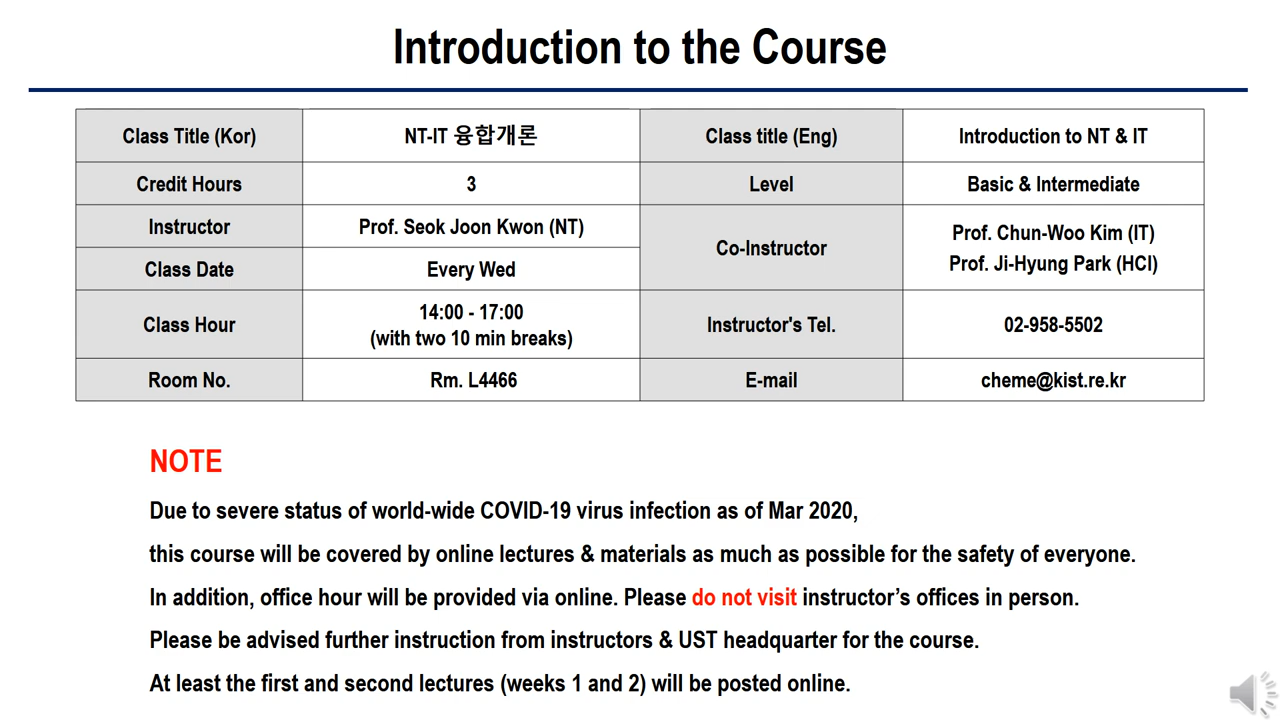 Introduction to the Course
Class Title (Kor) NT-IT 융합개론 Class title (Eng) Introduction to NT & IT
Credit Hours 3 Level Basic & Intermediate
Instructor Prof. Seok Joon Kwon (NT) Co-Instructor Prof. Chun-Woo Kim (IT)
Prof. Ji-Hyung Park (HCI)
Class Date Every Wed
Class Hour 14:00 - 17:00
(with two 10 min breaks) Instructor's Tel. 02-958-5502
Room No. Rm. L4466 E-mail cheme@kist.re.kr
NOTE
Due to severe status of world-wide COVID-19 virus infection as of Mar 2020,
this course will be covered by online lectures & materials as much as possible for the safety of everyone.
In addition, office hour will be provided via online. Please do not visit instructor’s offices in person.
Please be advised further instruction from instructors & UST headquarter for the course.
At least the first and second lectures (weeks 1 and 2) will be posted online.